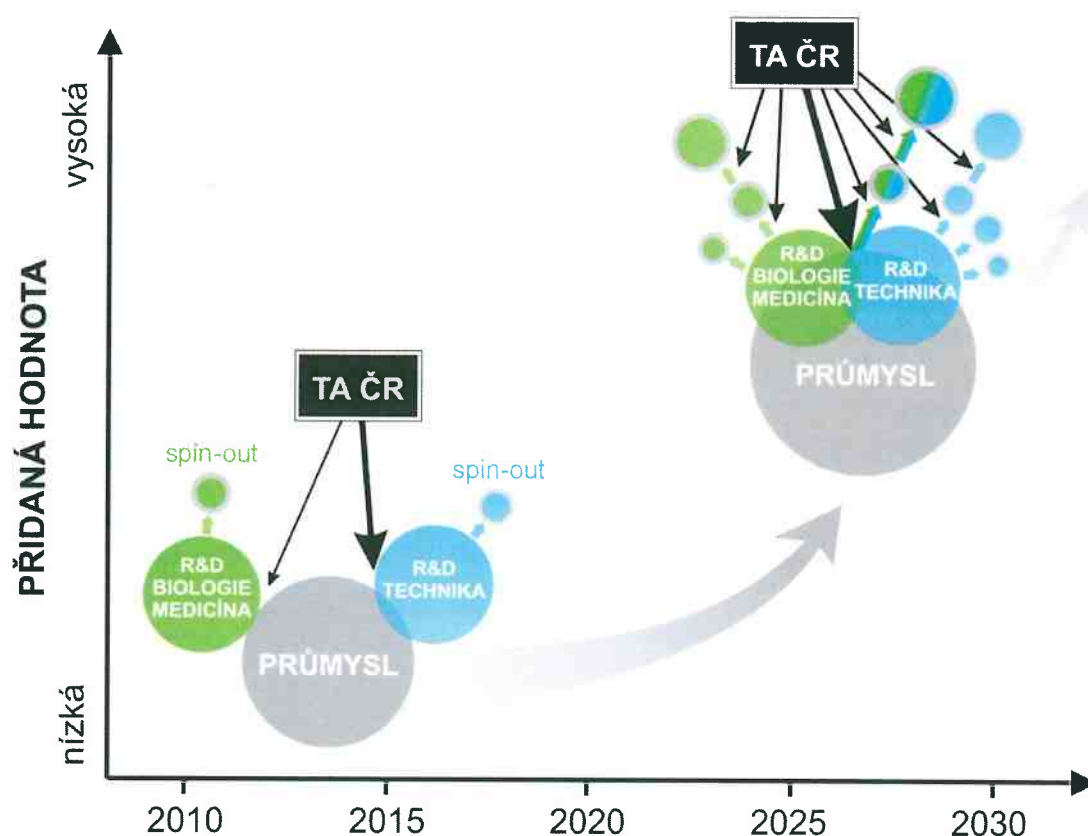 PŘIDANÁ HODNOTA
vysoká
nízká
TA ČR
R&D
BIOLOGIE
MEDICÍNA
R&D
TECHNIKA
PRŮMYSL
TA ČR
spin-out
spin-out
R&D
BIOLOGIE
MEDICÍNA
R&D
TECHNIKA
PRŮMYSL
2010
2015
2020
2025
2030